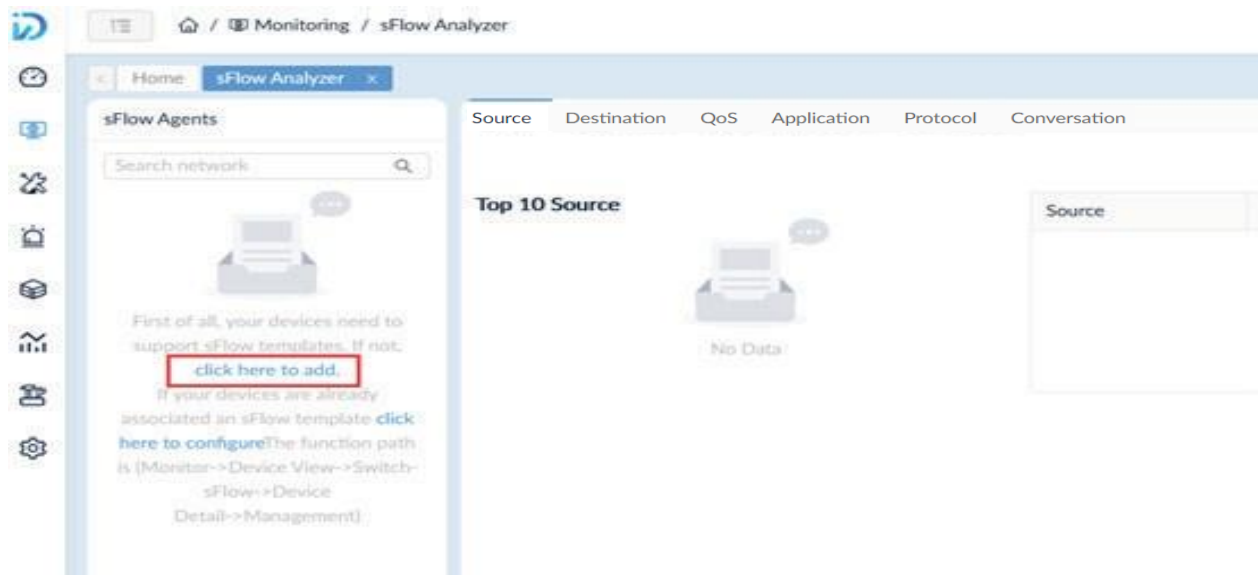 / Monitoring / sFlow Analyzer
Home sFlow Analyzer ×
sFlow Agents
Source Destination QoS Application Protocol Conversation
Search network
Top 10 Source
Source
First of all, your devices need to
support sFlow templates. If not,
click here to add.
If your devices are already
associated an sFlow template click
here to configureThe function path
is (Monitor->Device View->Switch-
sFlow->Device
Detail->Management)
No Data